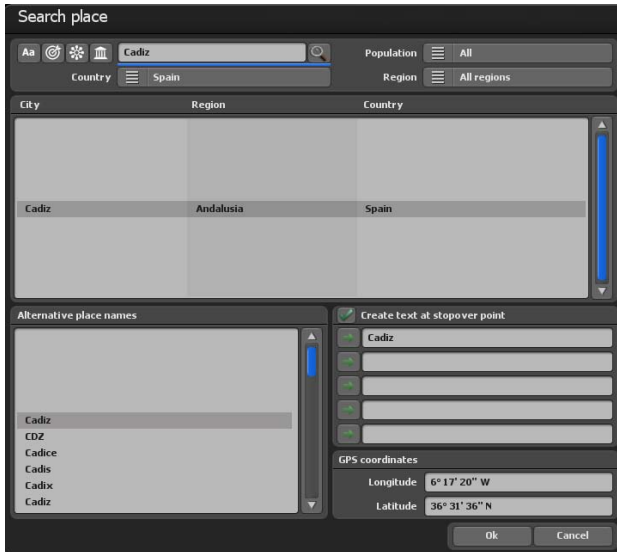 Search place
Aa Cadiz Population All
Country Spain Region All regions
City Region Country
Cadiz Andalusia Spain
Alternative place names
Cadiz
CDZ
Cadice
Cadis
Cadix
Cadiz
Create text at stopover point
Cadiz
GPS coordinates
Longitude 6° 17' 20" W
Latitude 36° 31' 36" N
Ok Cancel